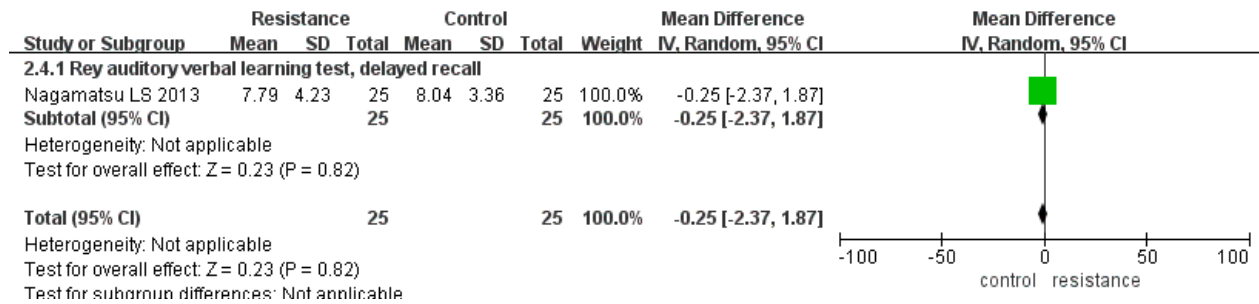 Resistance Control Mean Difference Mean Difference
Study or Subgroup Mean SD Total Mean SD Total Weight IV, Random, 95% CI IV, Random, 95% CI
2.4.1 Rey auditory verbal learning test, delayed recall
Nagamatsu LS 2013 7.79 4.23 25 8.04 3.36 25 100.0% -0.25 [-2.37, 1.87]
Subtotal (95% CI) 25 25 100.0% -0.25 [-2.37, 1.87]
Heterogeneity: Not applicable
Test for overall effect: Z = 0.23 (P = 0.82)
Total (95% CI) 25 25 100.0% -0.25 [-2.37, 1.87]
Heterogeneity: Not applicable
Test for overall effect: Z = 0.23 (P = 0.82)
Test for subgroup differences: Not applicable
-100 -50 0 50 100
control resistance